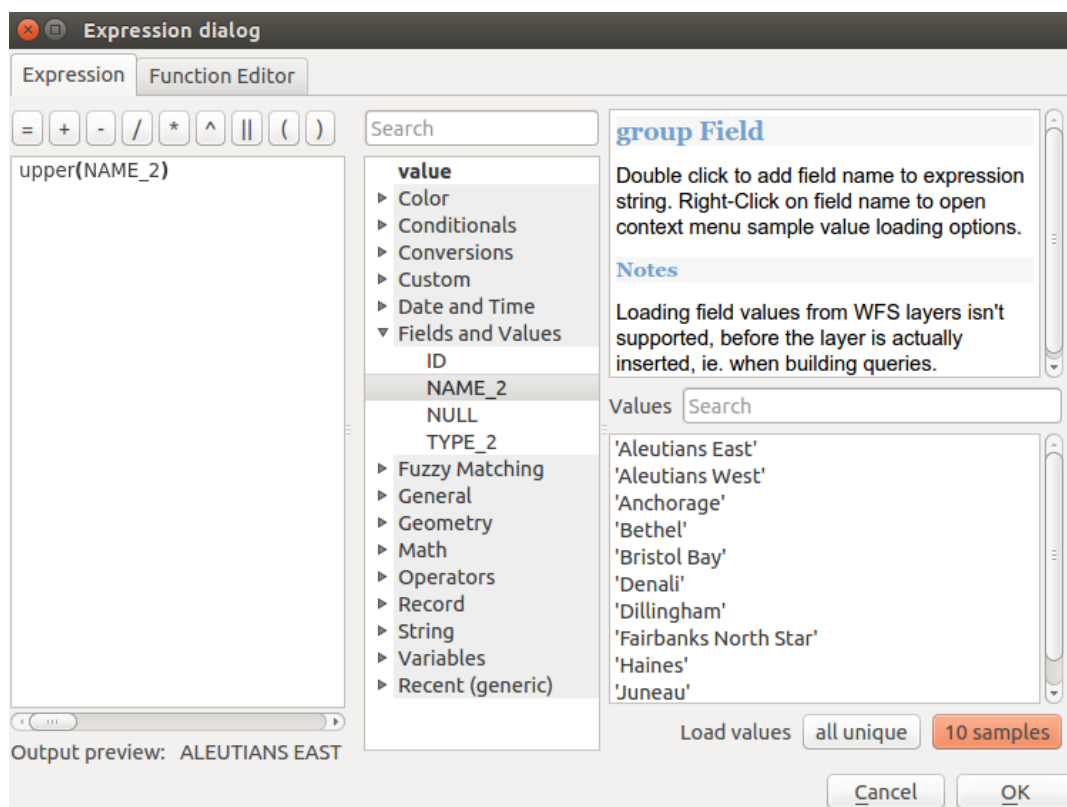 Expression dialog
Expression
Function Editor
= + - / * ^ || ( )
upper(NAME_2)
Output preview: ALEUTIANS EAST
Search
value
Color
Conditionals
Conversions
Custom
Date and Time
Fields and Values
ID
NAME_2
NULL
TYPE_2
Fuzzy Matching
General
Geometry
Math
Operators
Record
String
Variables
Recent (generic)
group Field
Double click to add field name to expression
string. Right-Click on field name to open
context menu sample value loading options.
Notes
Loading field values from WFS layers isn't
supported, before the layer is actually
inserted, ie. when building queries.
Values Search
'Aleutians East'
'Aleutians West'
'Anchorage'
'Bethel'
'Bristol Bay'
'Denali'
'Dillingham'
'Fairbanks North Star'
'Haines'
'Juneau'
Load values all unique 10 samples
Cancel OK